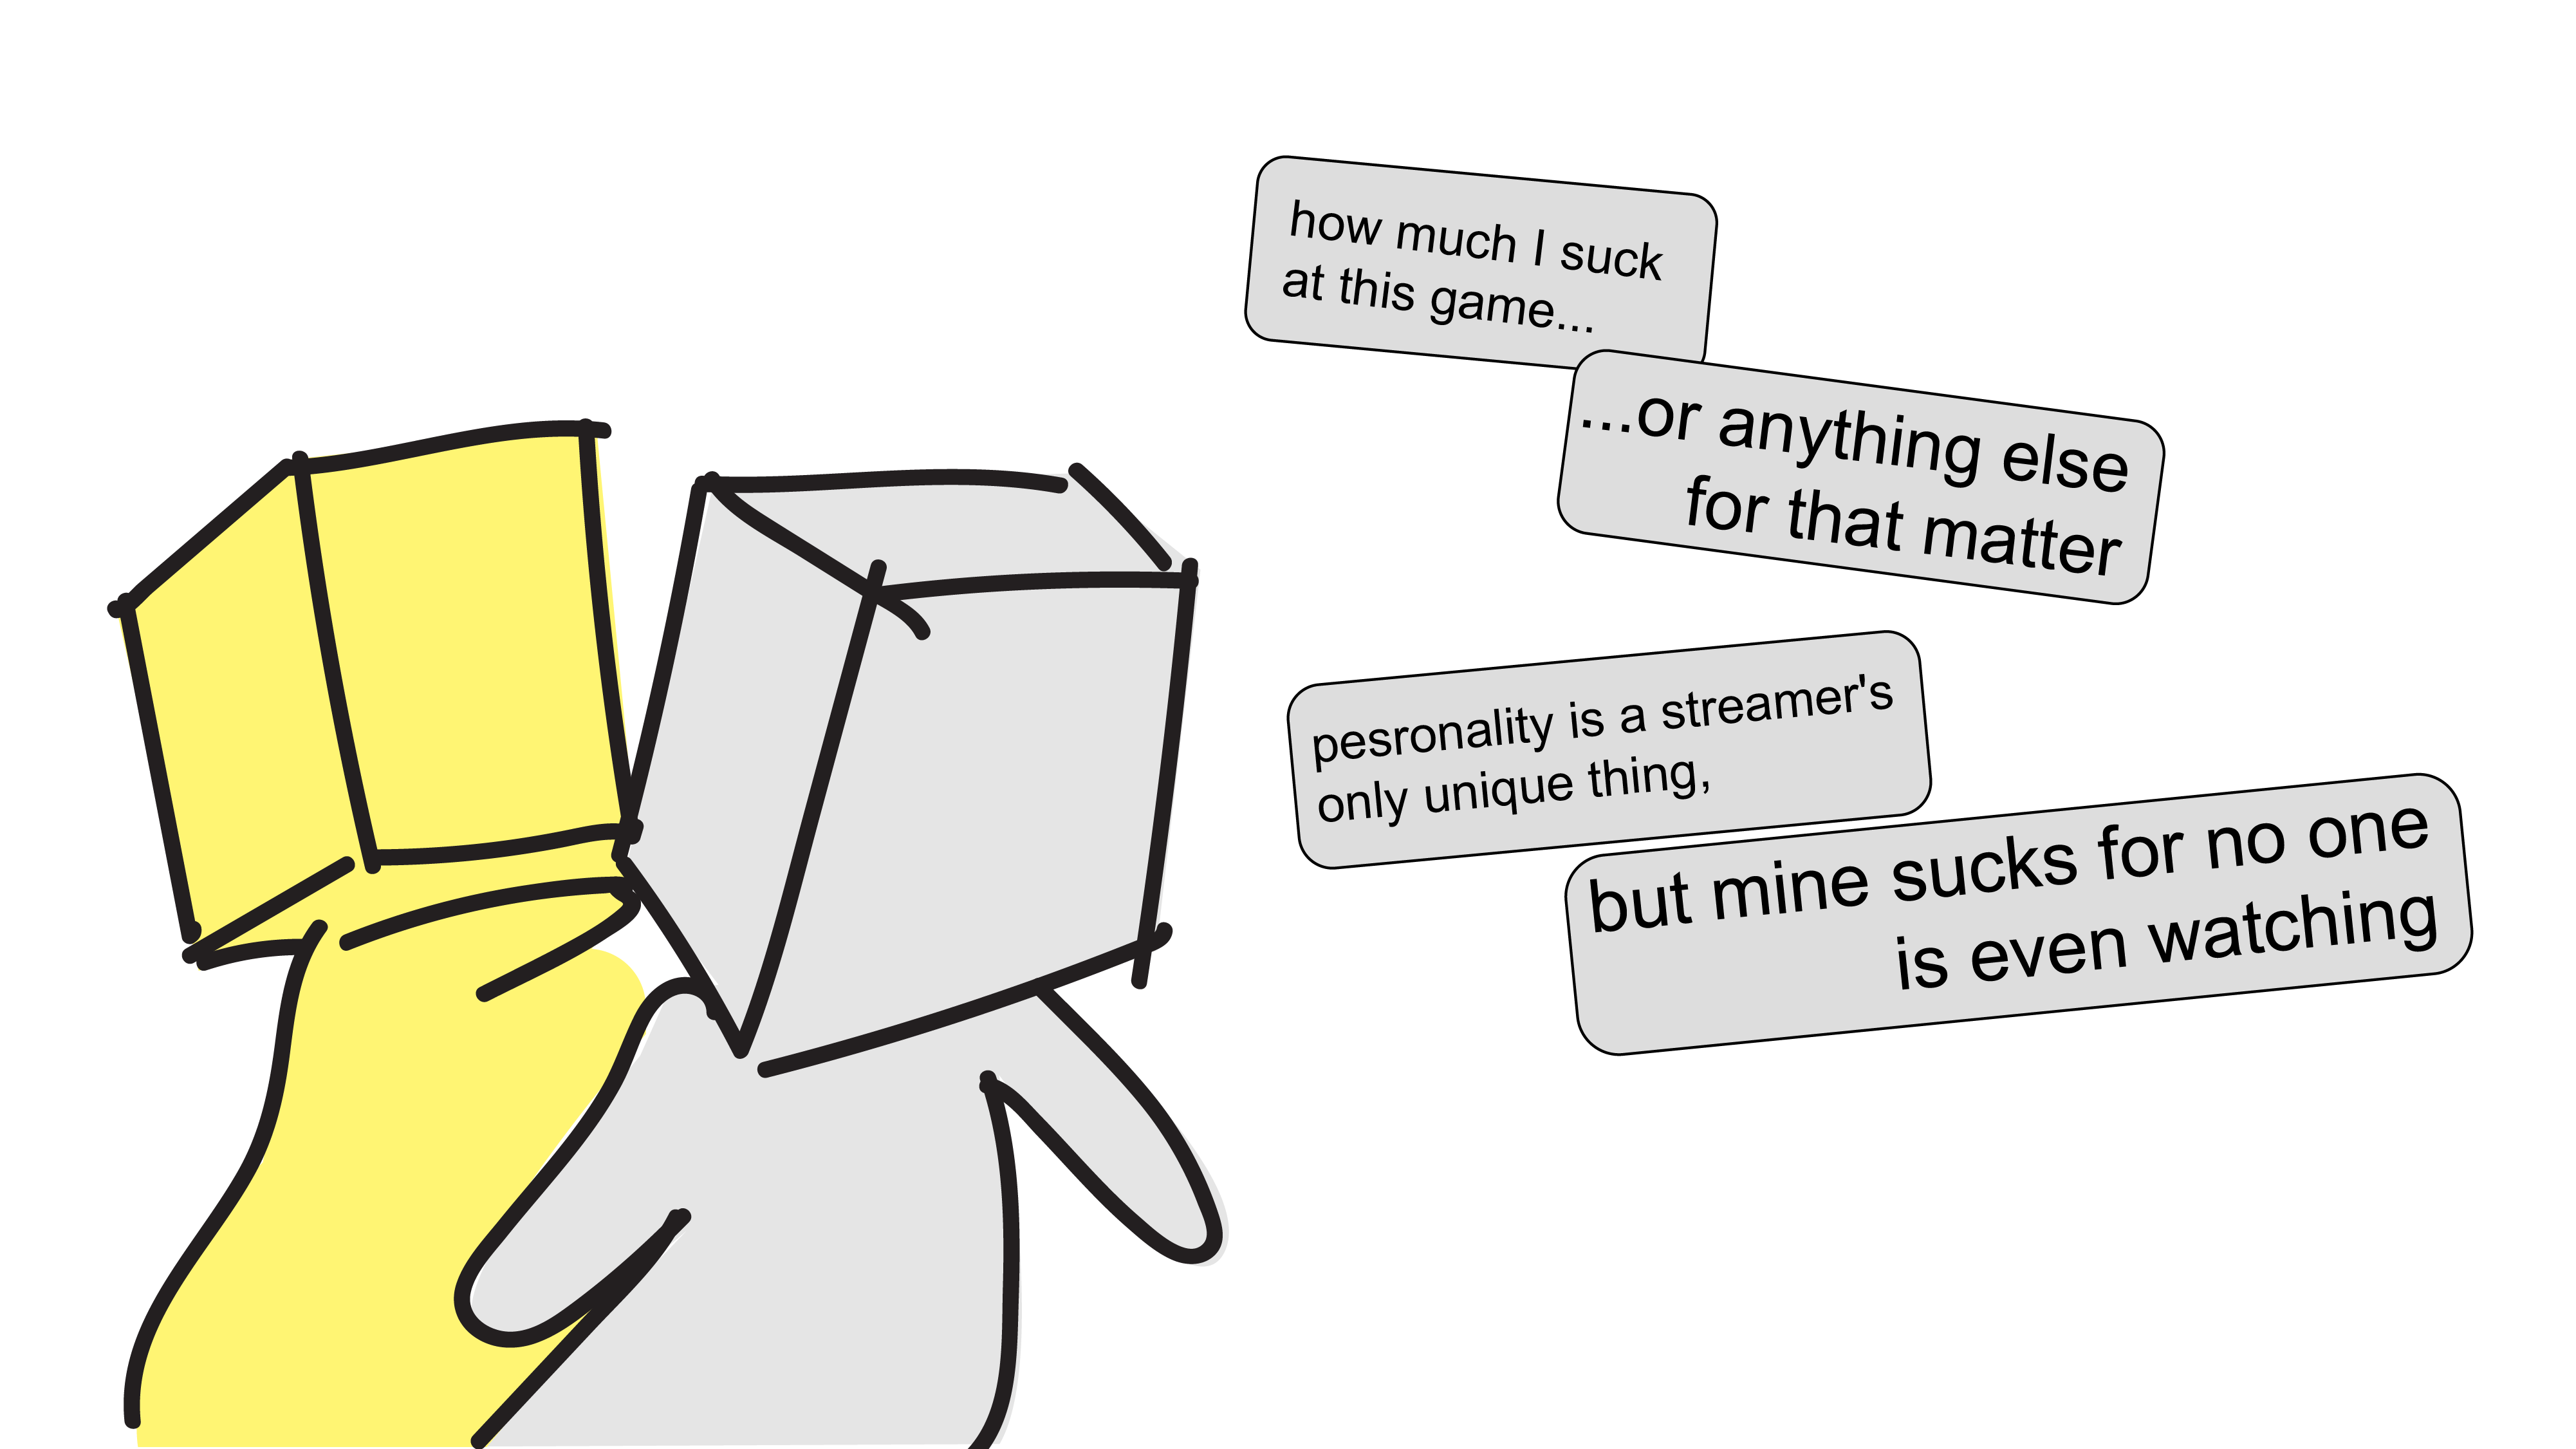 how much I suck
at this game...
...or anything else
for that matter
pesronality is a streamer's
only unique thing,
but mine sucks for no one
is even watching